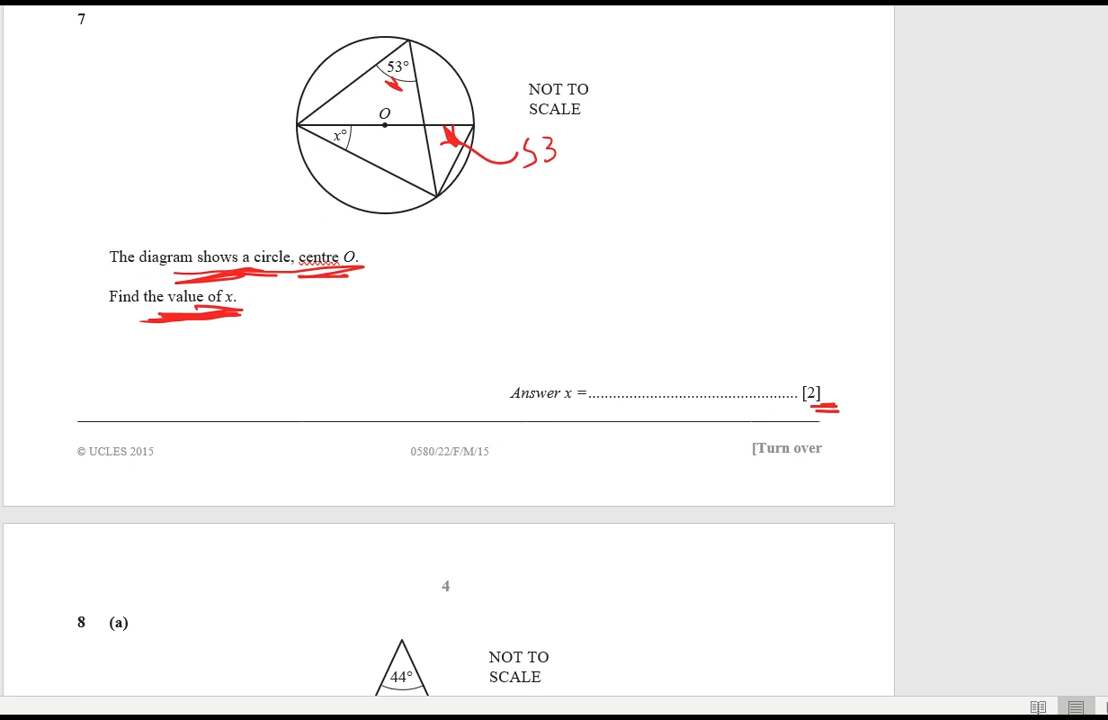 7
53°
NOT TO
SCALE
O
x°
53
The diagram shows a circle, centre O.
Find the value of x.
Answer x = .................................................. [2]
© UCLES 2015
0580/22/F/M/15
[Turn over
4
8 (a)
NOT TO
SCALE
44°